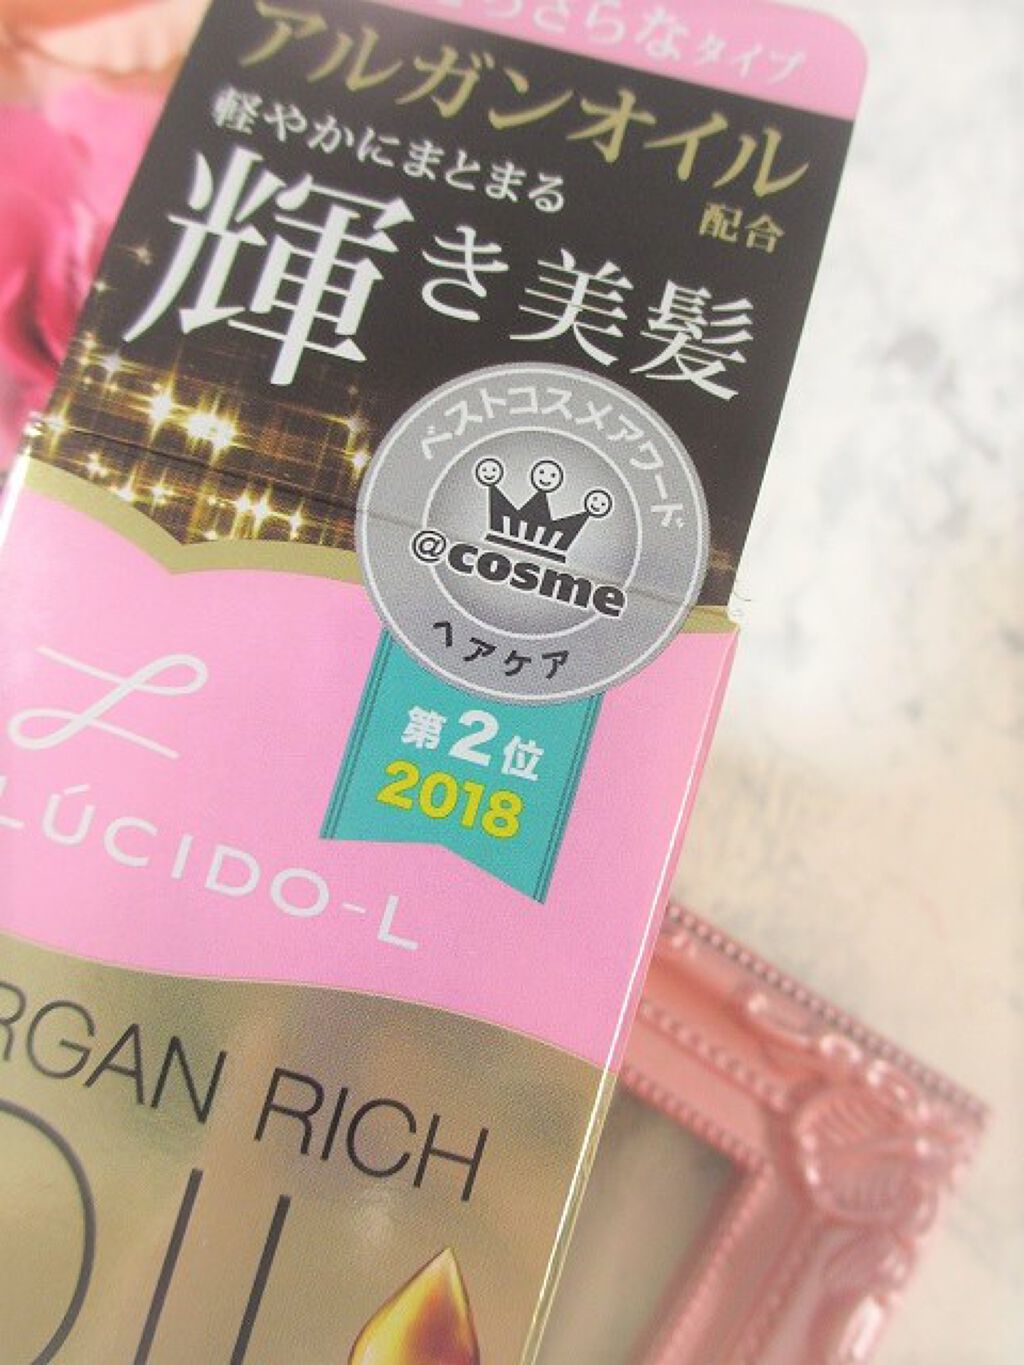 さらなタイプ
アルガンオイル
配合
軽やかにまとまる
輝き美髪
ベストコスメアワード
@cosme
ヘアケア
第2位
2018
LÚCIDO-L
RGAN RICH
OIL